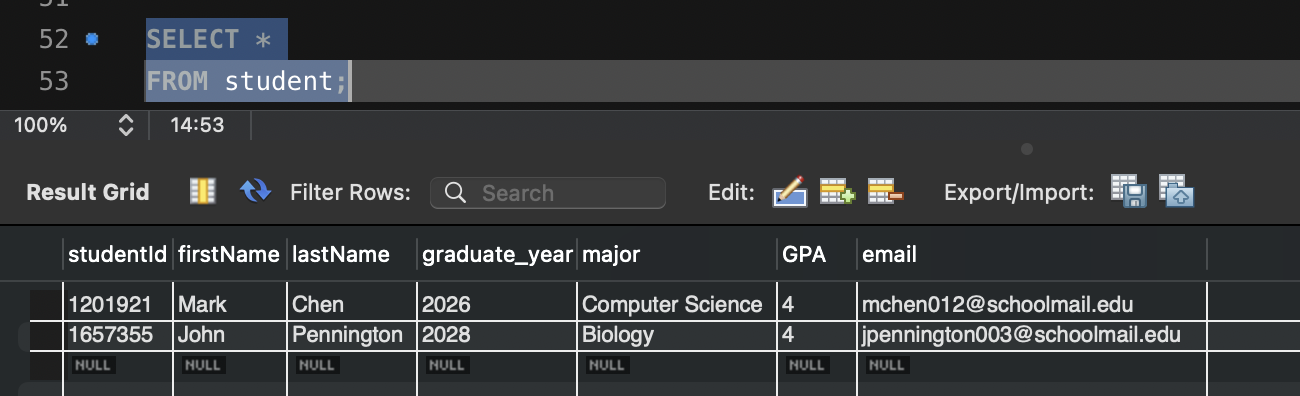 51
52 SELECT *
53 FROM student;
100% 14:53
Result Grid Filter Rows: Search Edit: Export/Import:
studentId firstName lastName graduate_year major GPA email
1201921 Mark Chen 2026 Computer Science 4 mchen012@schoolmail.edu
1657355 John Pennington 2028 Biology 4 jpennington003@schoolmail.edu
NULL NULL NULL NULL NULL NULL NULL